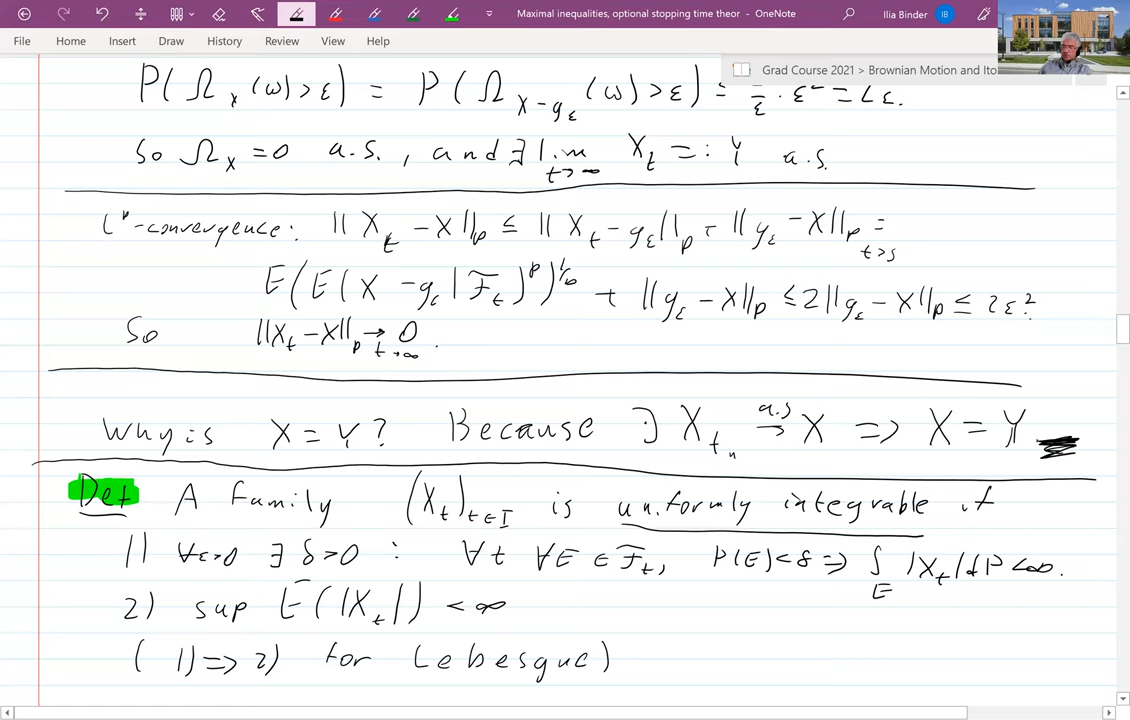 Maximal inequalities, optional stopping time theor - OneNote
Ilia Binder
IB
File Home Insert Draw History Review View Help
Grad Course 2021 > Brownian Motion and Ito
P(Ω_X(ω)>ε) = P(Ω_{X-g_ε}(ω)>ε) = /ε · ε² = Lε.
So Ω_X = 0 a.s., and ∃ lim_{t→∞} X_t =: Y a.s.
L^p-convergence: ||X_t - X||_p ≤ ||X_t - g_ε||_p + ||g_ε - X||_p =_{t>s}
E(E(X - g_ε | F_t)^p)^{1/p} + ||g_ε - X||_p ≤ 2||g_ε - X||_p ≤ 2ε².
So ||X_t - X||_p →_{t→∞} 0.
Why is X = Y? Because ∃ X_{t_n} →^{a.s} X => X = Y
Def A family (X_t)_{t∈I} is uniformly integrable if
1) ∀ε>0 ∃ δ>0 : ∀t ∀E ∈ F_t, P(E)<δ => ∫_E |X_t| dP < ∞.
2) sup E(|X_t|) < ∞
( 1) => 2) for Lebesgue)